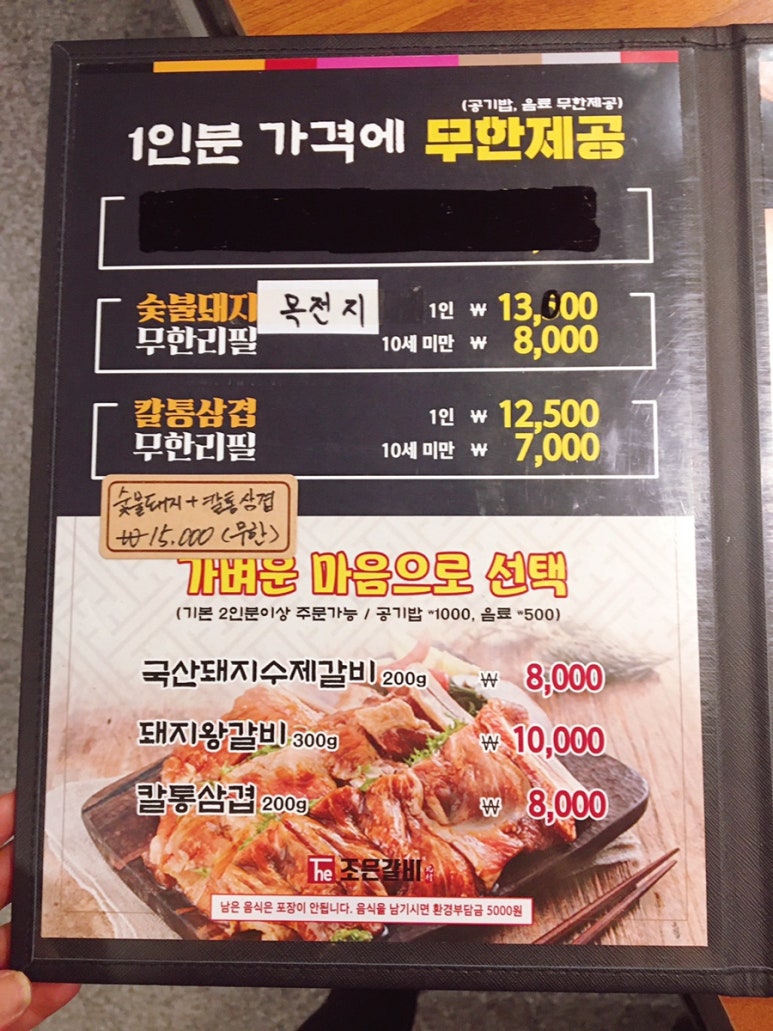 (공기밥, 음료 무한제공)
1인분 가격에 무한제공
숯불돼지 목전지 1인 ₩ 13,000
무한리필 10세 미만 ₩ 8,000
칼통삼겹 1인 ₩ 12,500
무한리필 10세 미만 ₩ 7,000
숯불돼지+칼통삼겹
₩15.000 (무한)
가벼운 마음으로 선택
(기본 2인분이상 주문가능 / 공기밥 ₩1000, 음료 ₩500)
국산돼지수제갈비 200g ₩ 8,000
돼지왕갈비 300g ₩ 10,000
칼통삼겹 200g ₩ 8,000
The 조은갈비
남은 음식은 포장이 안됩니다. 음식을 남기시면 환경부담금 5000원